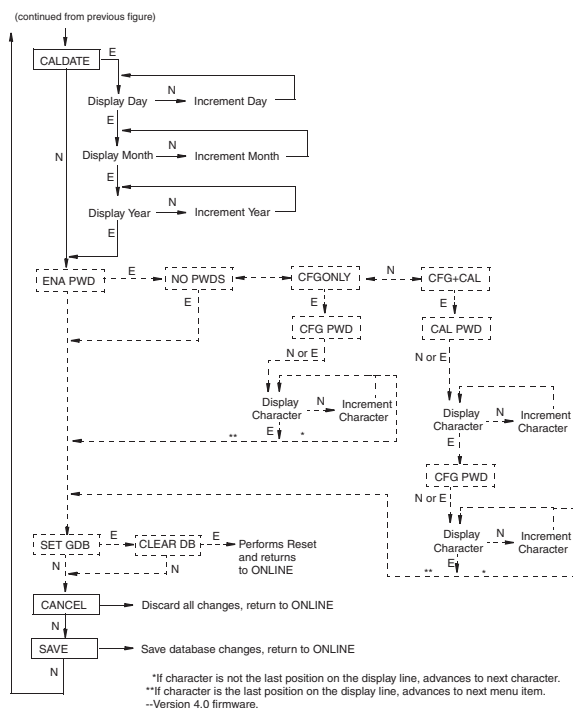 (continued from previous figure)
CALDATE
E
N
Display Day
Increment Day
E
N
Display Month
Increment Month
N
E
N
Display Year
Increment Year
E
ENA PWD
E
NO PWDS
CFGONLY
N
CFG+CAL
E
E
E
CFG PWD
CAL PWD
N or E
N or E
Display
Character
N
Increment
Character
E
**
*
Display
Character
N
Increment
Character
E
CFG PWD
N or E
SET GDB
E
CLEAR DB
E
Performs Reset
and returns
to ONLINE
Display
Character
N
Increment
Character
E
**
*
N
N
CANCEL
Discard all changes, return to ONLINE
N
SAVE
Save database changes, return to ONLINE
N
*If character is not the last position on the display line, advances to next character.
**If character is the last position on the display line, advances to next menu item.
--Version 4.0 firmware.